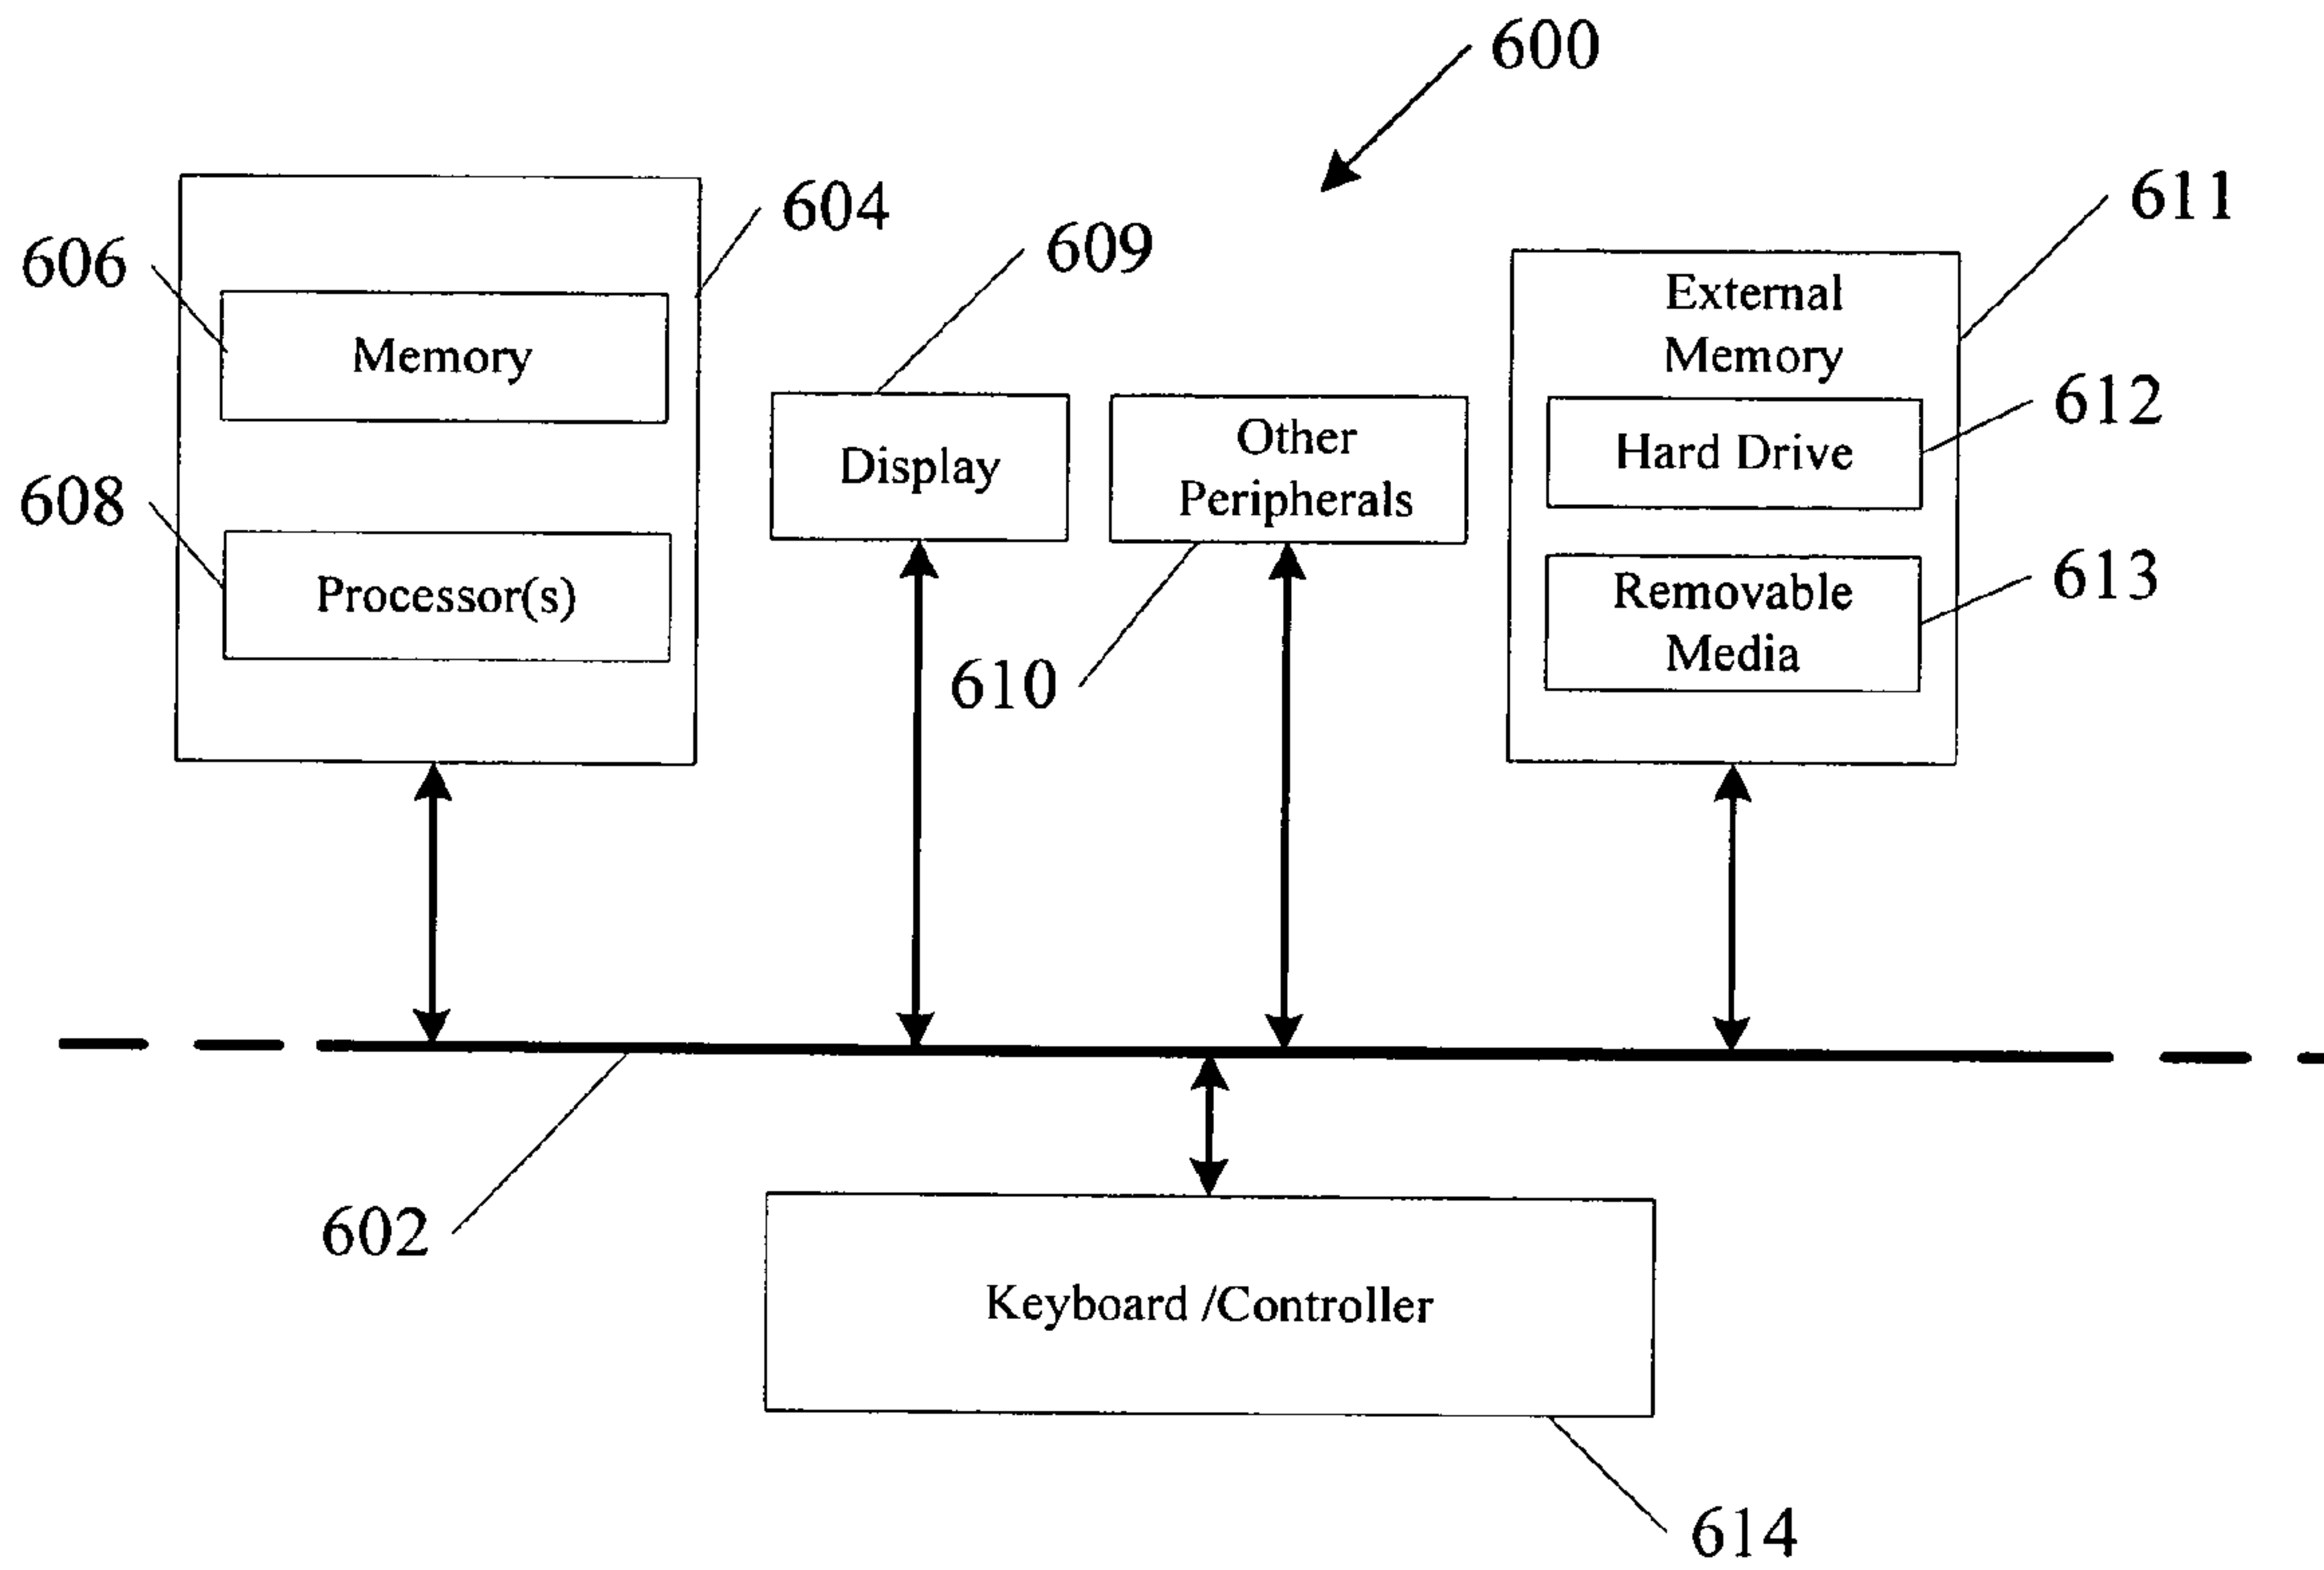 600
604
611
606
609
External
Memory
Memory
612
Display
Other
Peripherals
Hard Drive
608
613
Processor(s)
Removable
Media
610
602
Keyboard /Controller
614